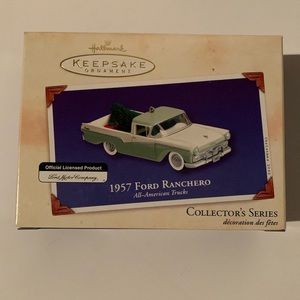 Hallmark
KEEPSAKE
ORNAMENT
Official Licensed Product
Ford Motor Company
1957 FORD RANCHERO
All-American Trucks
COLLECTOR'S SERIES
décoration des fêtes